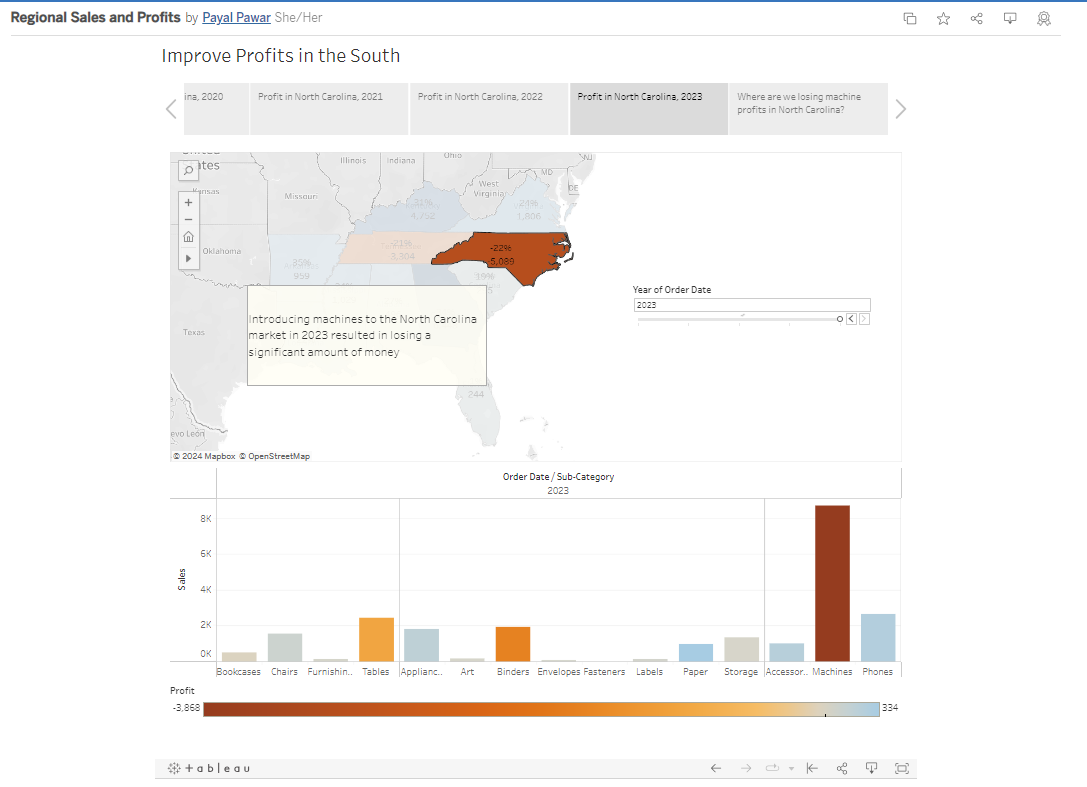 Regional Sales and Profits by Payal Pawar She/Her
Improve Profits in the South
ina, 2020
Profit in North Carolina, 2021
Profit in North Carolina, 2022
Profit in North Carolina, 2023
Where are we losing machine
profits in North Carolina?
Illinois
Indiana
Ohio
NJ
MD
DE
West
Virginia
tes
Kansas
Missouri
31%
4,752
24%
1,806
Oklahoma
-21%
-3,304
-22%
-5,089
35%
959
19%
Texas
Introducing machines to the North Carolina
market in 2023 resulted in losing a
significant amount of money
244
evo León
© 2024 Mapbox © OpenStreetMap
Year of Order Date
2023
Order Date / Sub-Category
2023
Sales
8K
6K
4K
2K
0K
Bookcases
Chairs
Furnishin..
Tables
Applianc..
Art
Binders
Envelopes
Fasteners
Labels
Paper
Storage
Accessor..
Machines
Phones
Profit
-3,868
334
+ableau